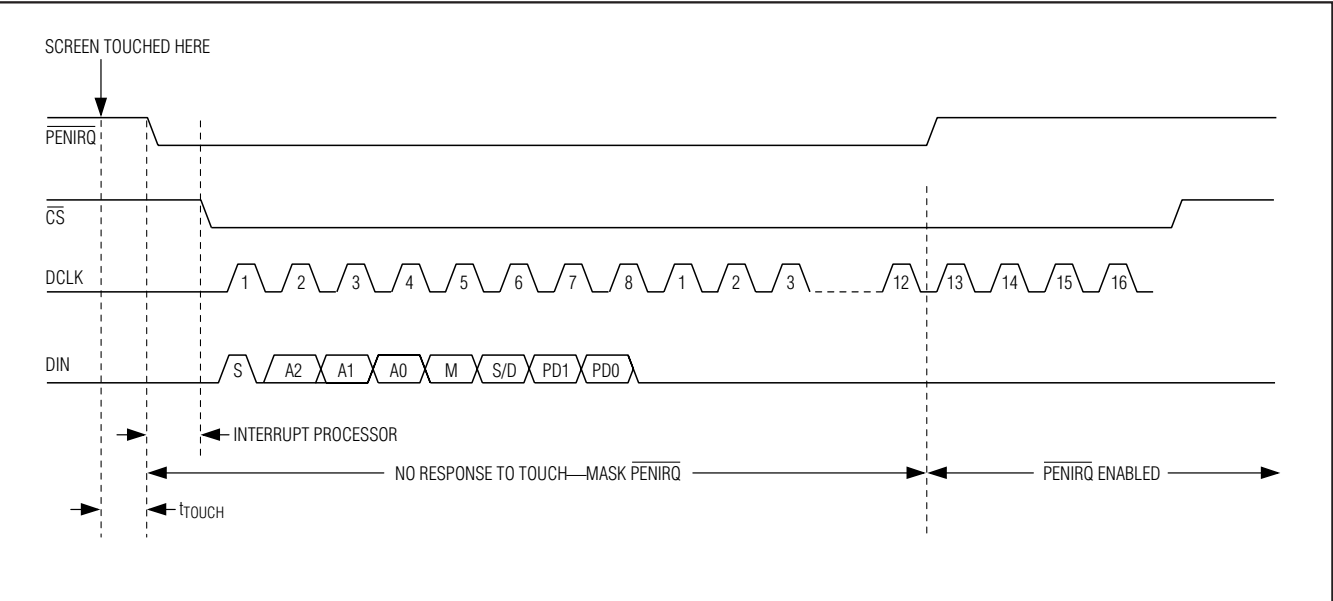 SCREEN TOUCHED HERE
PENIRQ
CS
DCLK 1 2 3 4 5 6 7 8 1 2 3 12 13 14 15 16
DIN S A2 A1 A0 M S/D PD1 PD0
INTERRUPT PROCESSOR
NO RESPONSE TO TOUCH—MASK PENIRQ PENIRQ ENABLED
tTOUCH